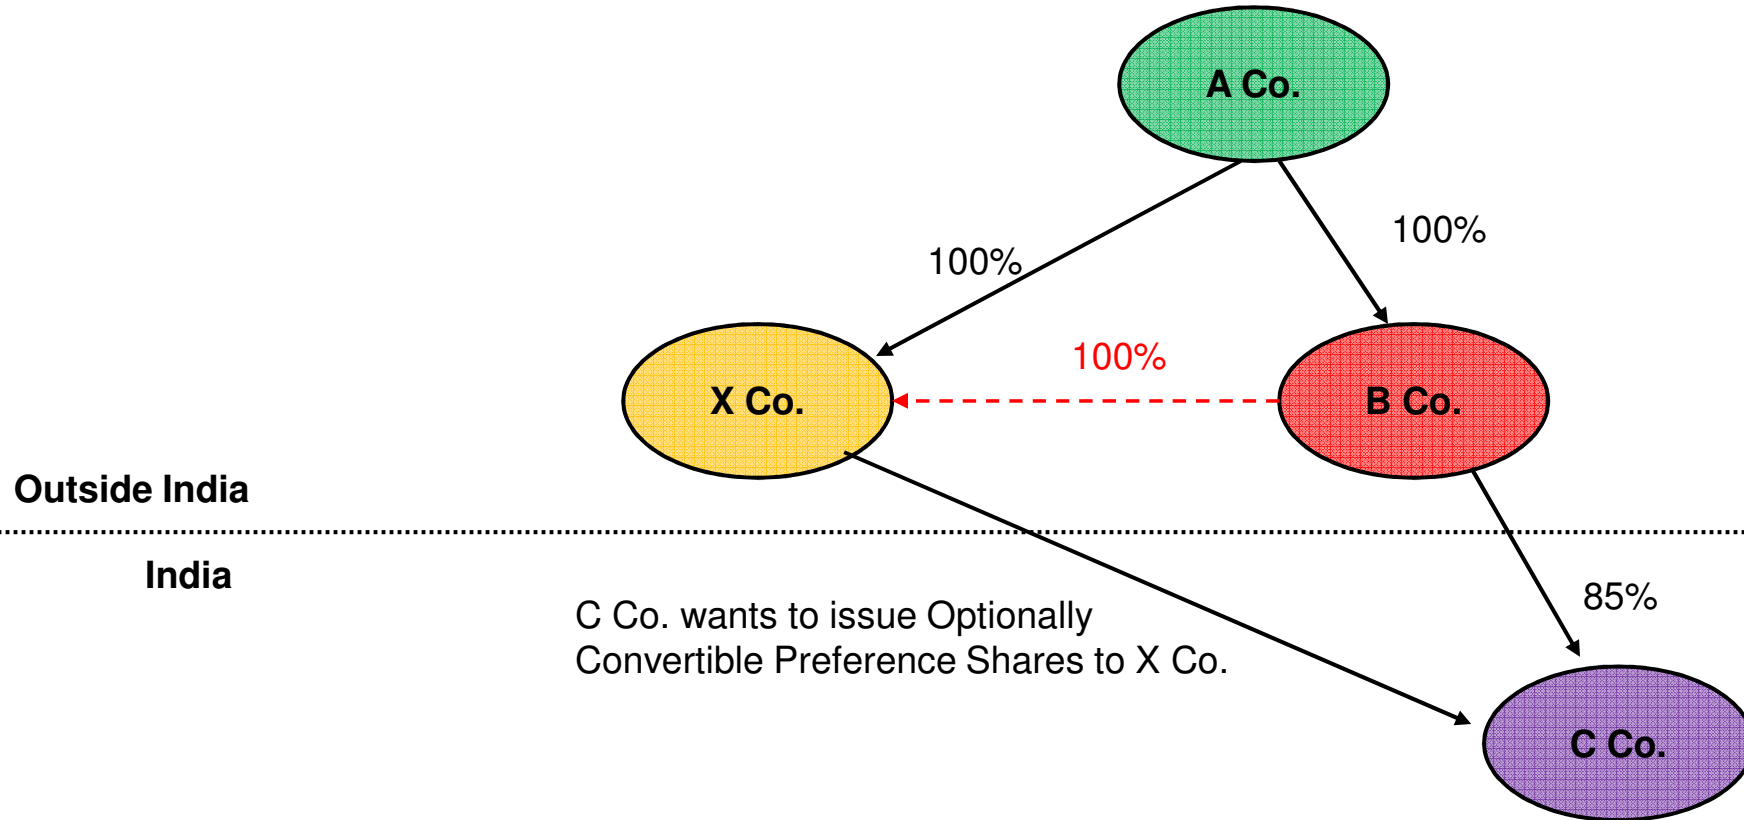 A Co.
100%
100%
100%
X Co.
B Co.
Outside India
India
85%
C Co. wants to issue Optionally
Convertible Preference Shares to X Co.
C Co.